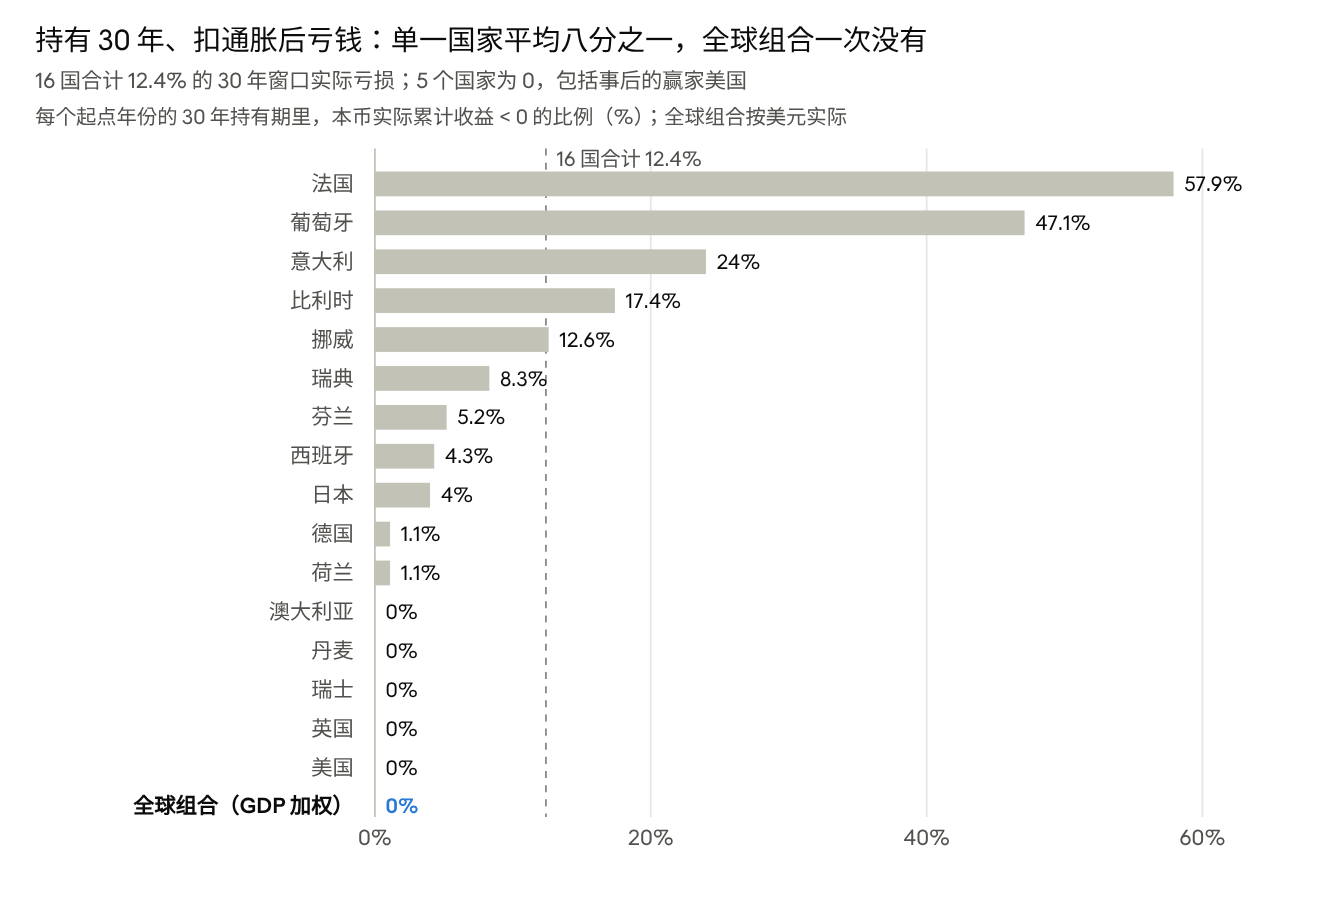 持有 30 年、扣通胀后亏钱：单一国家平均八分之一，全球组合一次没有
16 国合计 12.4% 的 30 年窗口实际亏损；5 个国家为 0，包括事后的赢家美国
每个起点年份的 30 年持有期里，本币实际累计收益 < 0 的比例（%）；全球组合按美元实际
16 国合计 12.4%
法国 57.9%
葡萄牙 47.1%
意大利 24%
比利时 17.4%
挪威 12.6%
瑞典 8.3%
芬兰 5.2%
西班牙 4.3%
日本 4%
德国 1.1%
荷兰 1.1%
澳大利亚 0%
丹麦 0%
瑞士 0%
英国 0%
美国 0%
全球组合（GDP 加权） 0%
0% 20% 40% 60%